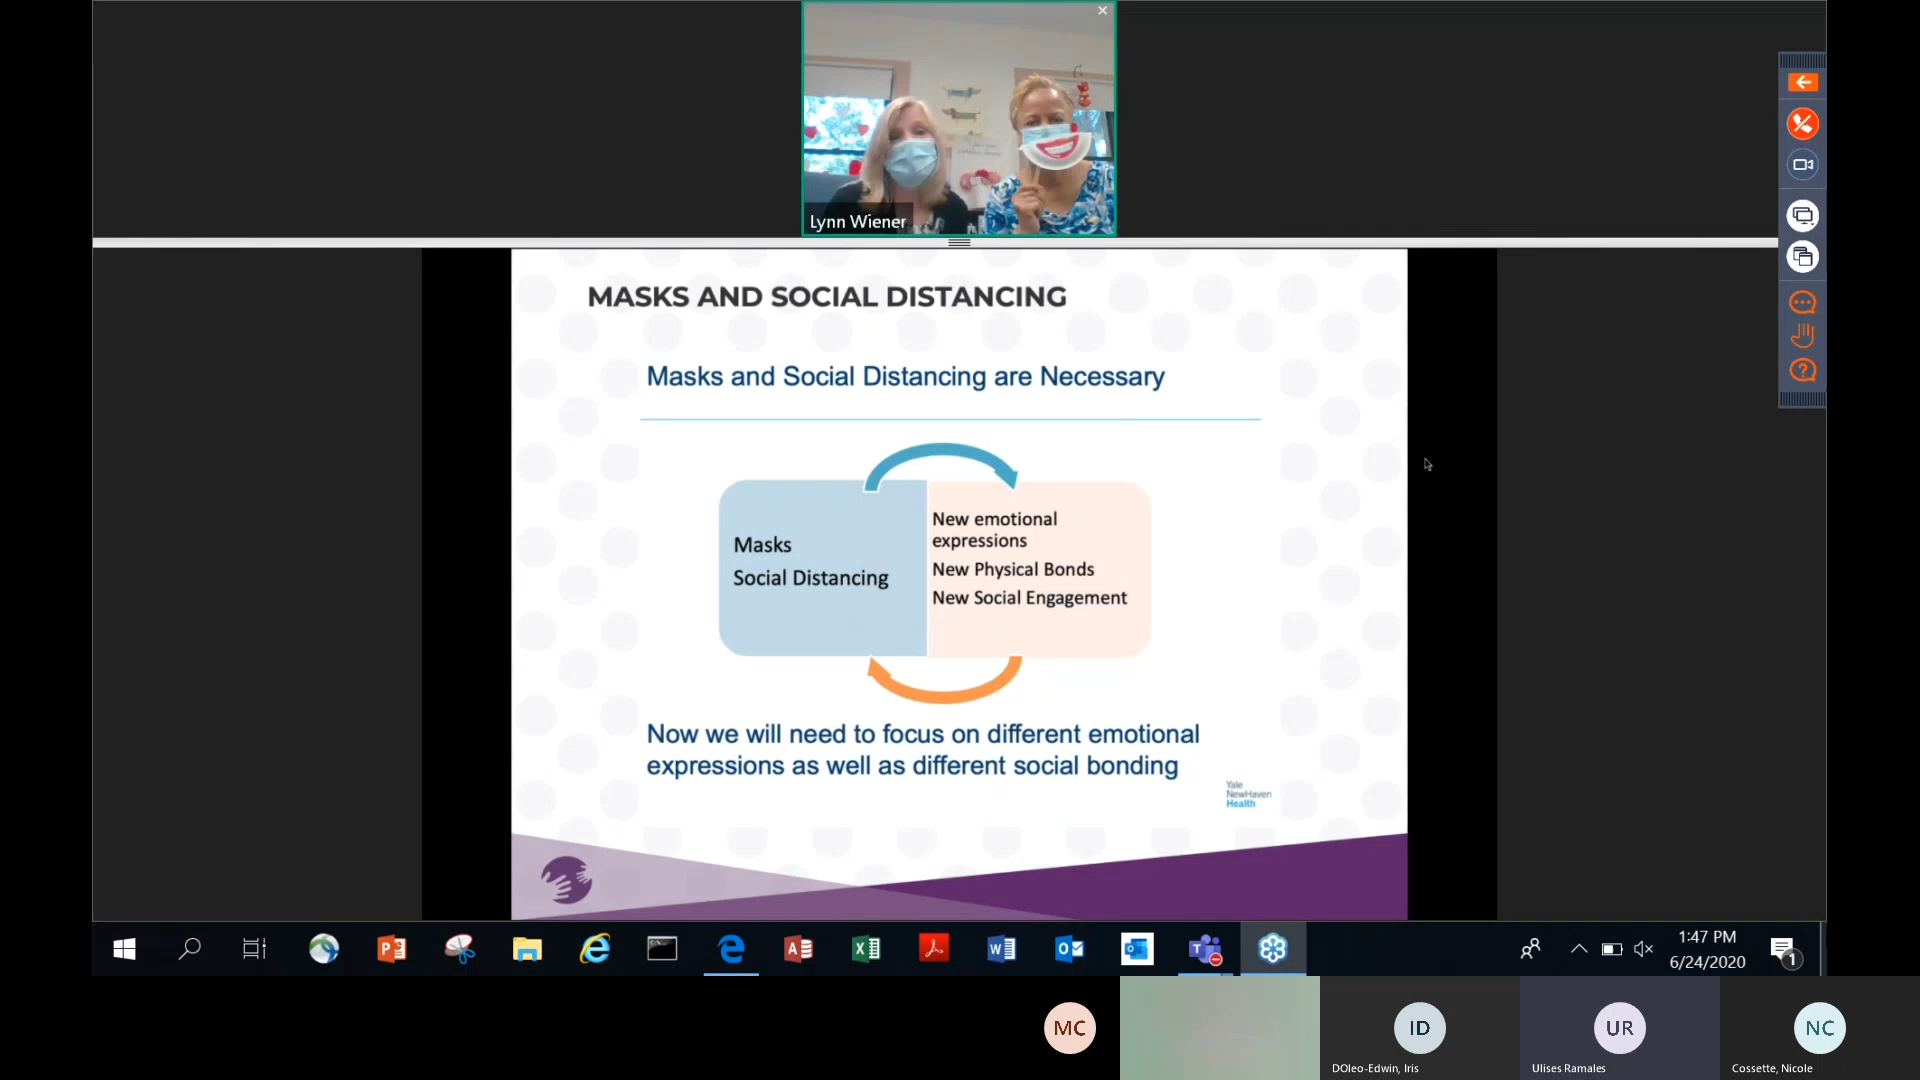 Lynn Wiener
MASKS AND SOCIAL DISTANCING
Masks and Social Distancing are Necessary
Masks
Social Distancing
New emotional
expressions
New Physical Bonds
New Social Engagement
Now we will need to focus on different emotional
expressions as well as different social bonding
Yale
NewHaven
Health
1:47 PM
6/24/2020
1
MC
ID
UR
NC
DOleo-Edwin, Iris
Ulises Ramales
Cossette, Nicole